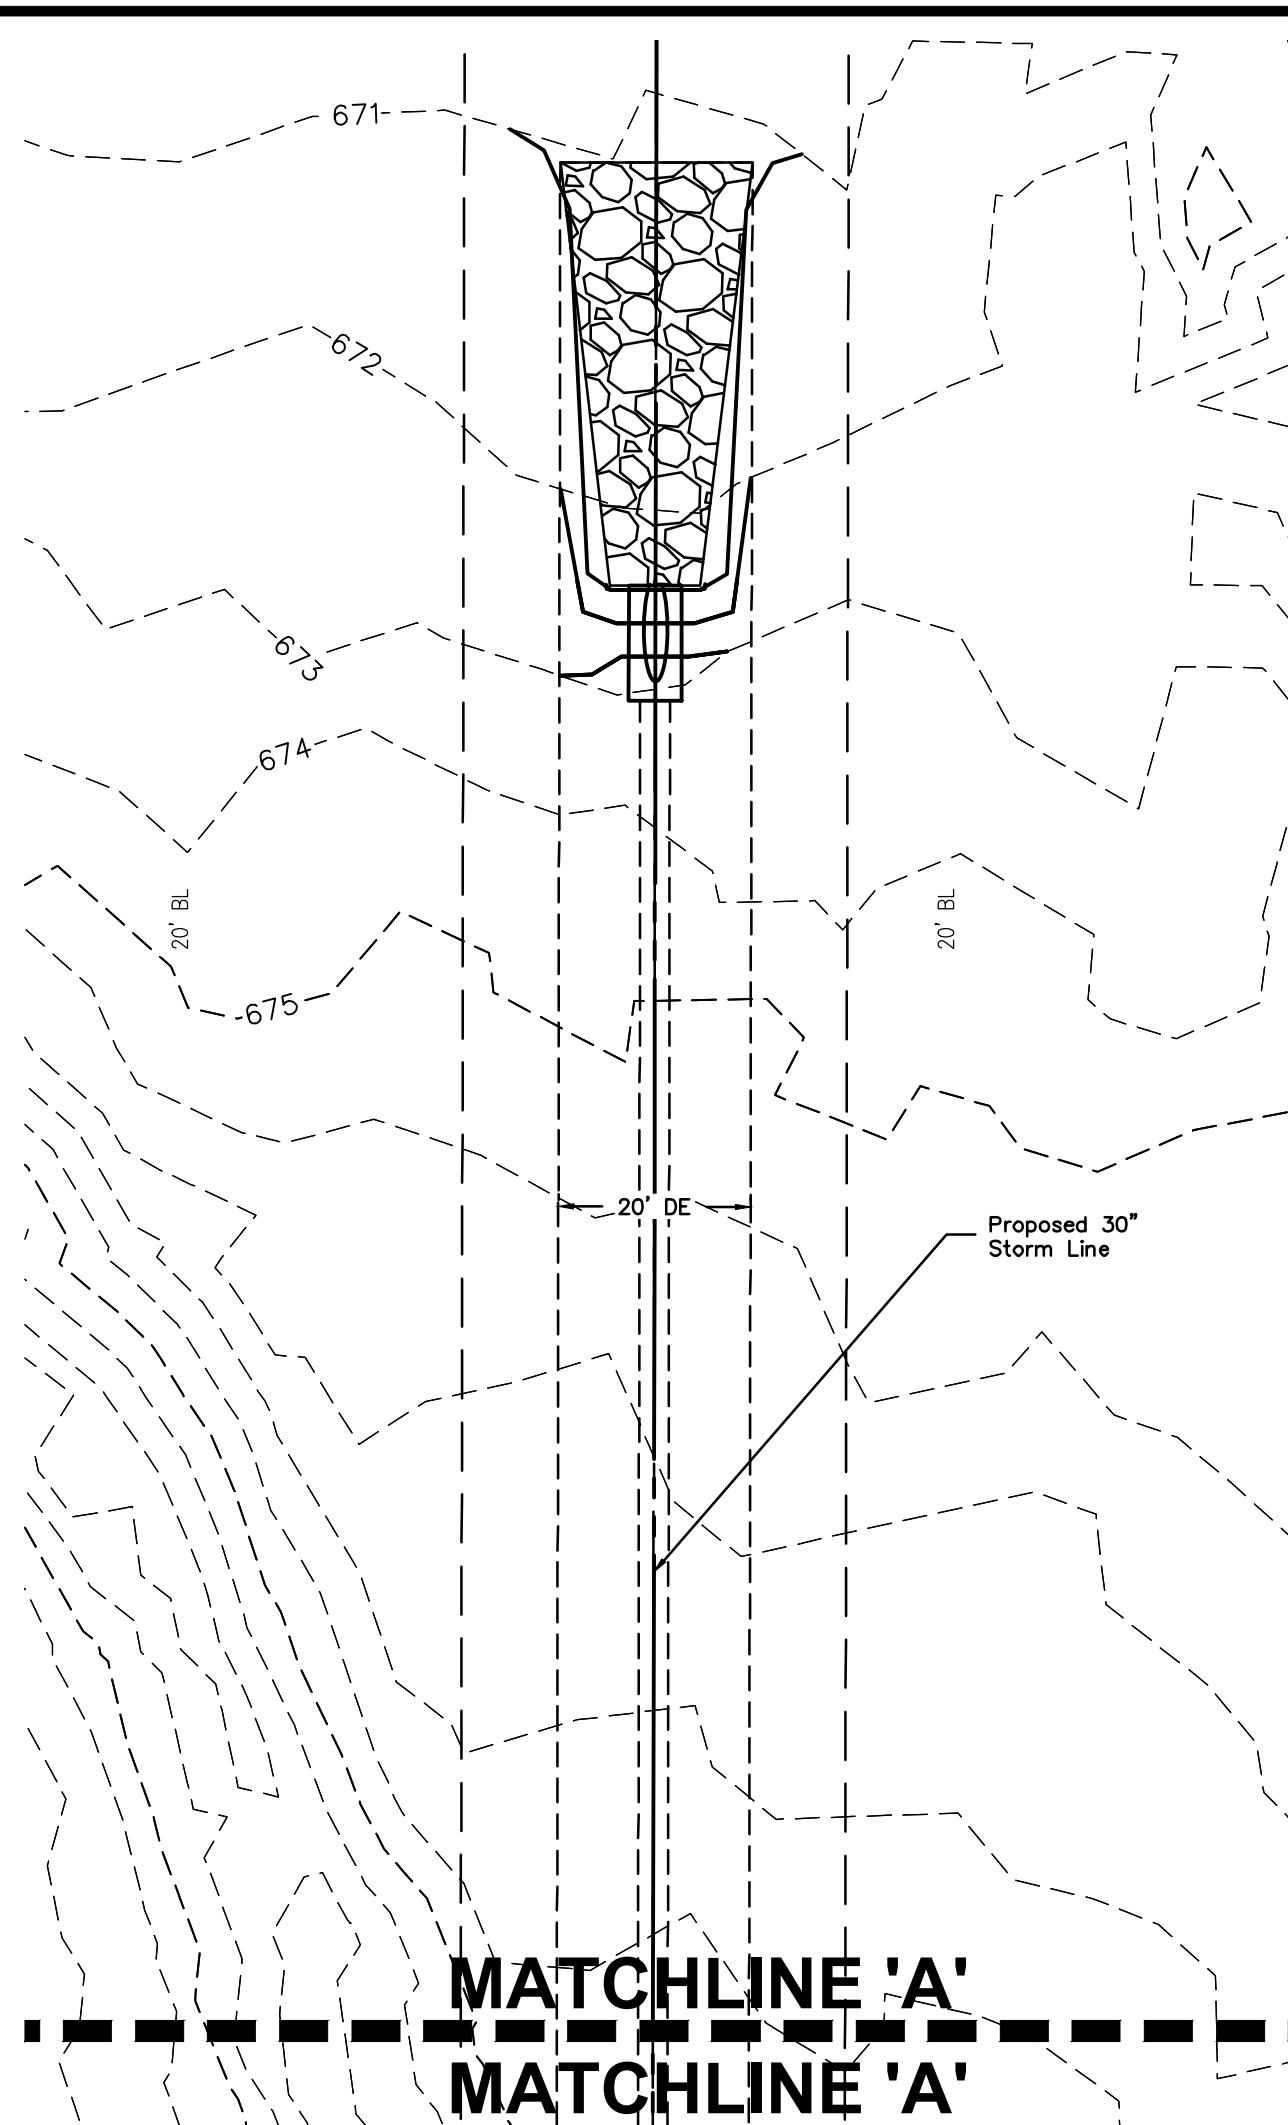 671
672
673
674
20' BL
20' BL
675
20' DE
Proposed 30"
Storm Line
MATCHLINE 'A'
MATCHLINE 'A'